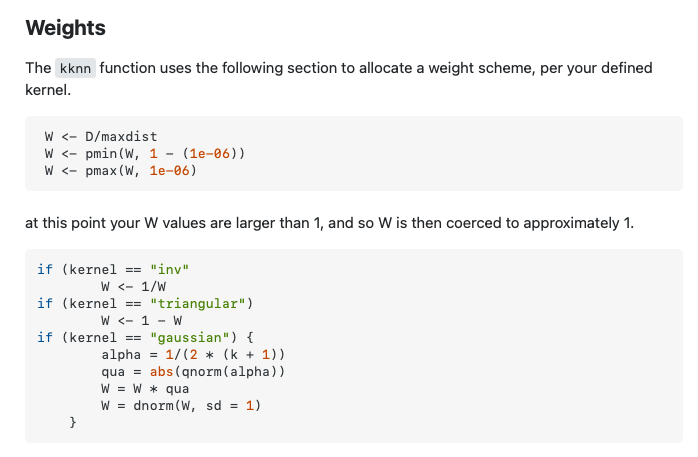 Weights
The kknn function uses the following section to allocate a weight scheme, per your defined
kernel.
W <- D/maxdist
W <- pmin(W, 1 - (1e-06))
W <- pmax(W, 1e-06)
at this point your W values are larger than 1, and so W is then coerced to approximately 1.
if (kernel == "inv"
W <- 1/W
if (kernel == "triangular")
W <- 1 - W
if (kernel == "gaussian") {
alpha = 1/(2 * (k + 1))
qua = abs(qnorm(alpha))
W = W * qua
W = dnorm(W, sd = 1)
}